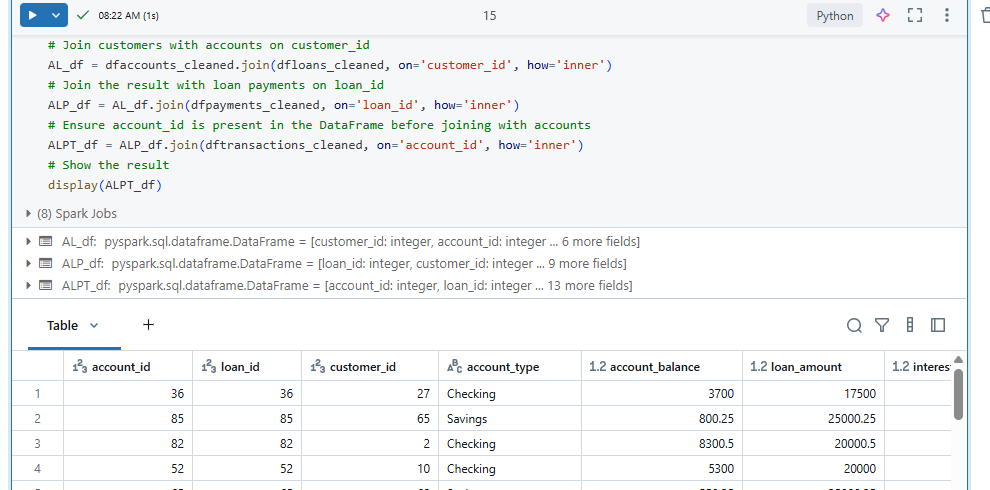 08:22 AM (1s)
15
Python
# Join customers with accounts on customer_id
AL_df = dfaccounts_cleaned.join(dfloans_cleaned, on='customer_id', how='inner')
# Join the result with loan payments on loan_id
ALP_df = AL_df.join(dfpayments_cleaned, on='loan_id', how='inner')
# Ensure account_id is present in the DataFrame before joining with accounts
ALPT_df = ALP_df.join(dftransactions_cleaned, on='account_id', how='inner')
# Show the result
display(ALPT_df)
(8) Spark Jobs
AL_df: pyspark.sql.dataframe.DataFrame = [customer_id: integer, account_id: integer ... 6 more fields]
ALP_df: pyspark.sql.dataframe.DataFrame = [loan_id: integer, customer_id: integer ... 9 more fields]
ALPT_df: pyspark.sql.dataframe.DataFrame = [account_id: integer, loan_id: integer ... 13 more fields]
Table +
123 account_id 123 loan_id 123 customer_id ABC account_type 1.2 account_balance 1.2 loan_amount 1.2 interes
1 36 36 27 Checking 3700 17500
2 85 85 65 Savings 800.25 25000.25
3 82 82 2 Checking 8300.5 20000.5
4 52 52 10 Checking 5300 20000